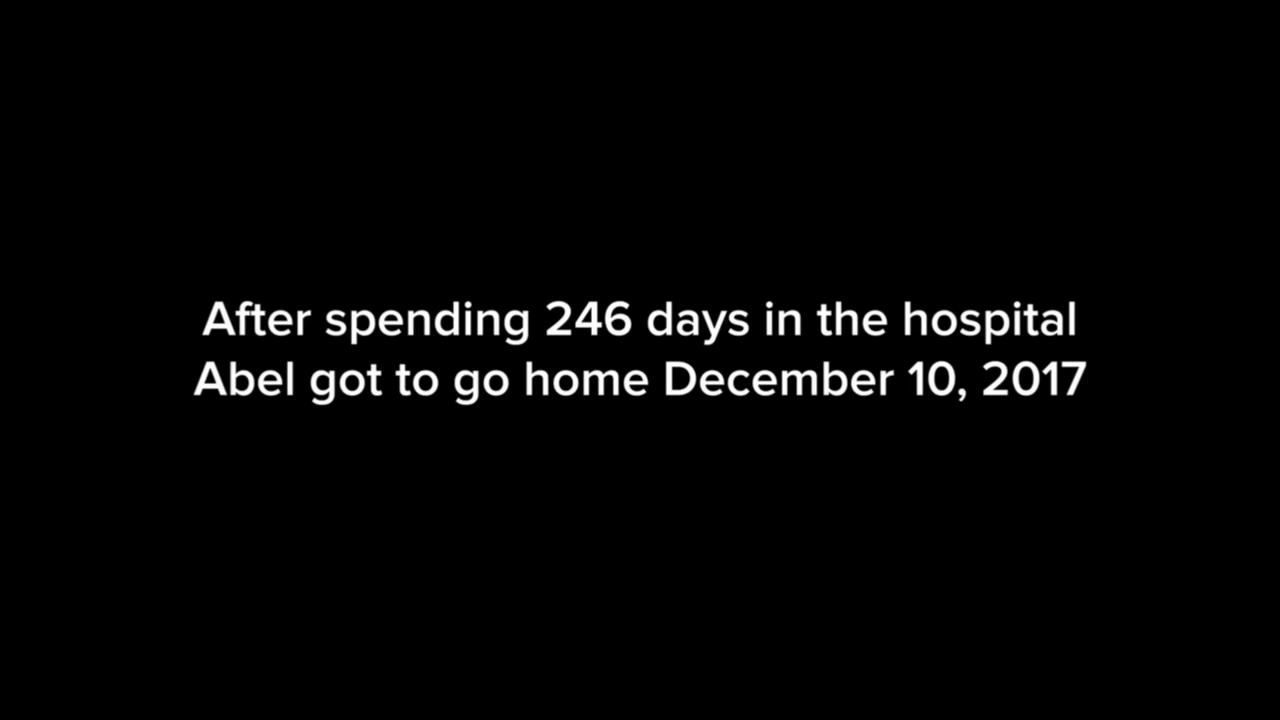 After spending 246 days in the hospital
Abel got to go home December 10, 2017